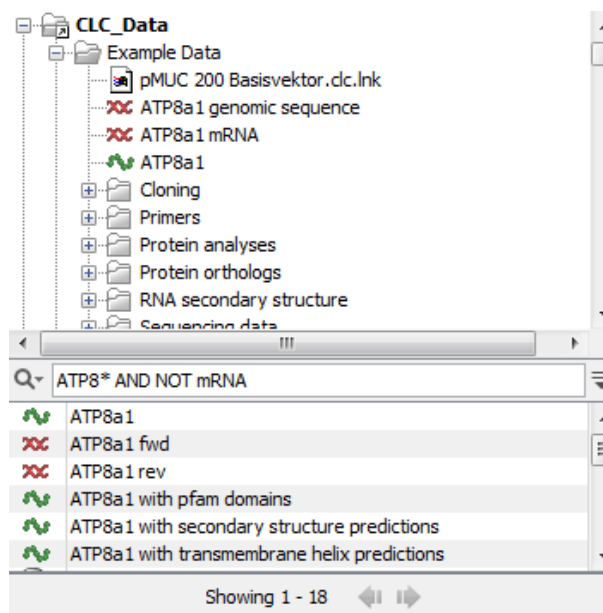 CLC_Data
Example Data
pMUC 200 Basisvektor.clc.lnk
ATP8a1 genomic sequence
ATP8a1 mRNA
ATP8a1
Cloning
Primers
Protein analyses
Protein orthologs
RNA secondary structure
Sequencing data
ATP8* AND NOT mRNA
ATP8a1
ATP8a1 fwd
ATP8a1 rev
ATP8a1 with pfam domains
ATP8a1 with secondary structure predictions
ATP8a1 with transmembrane helix predictions
Showing 1 - 18